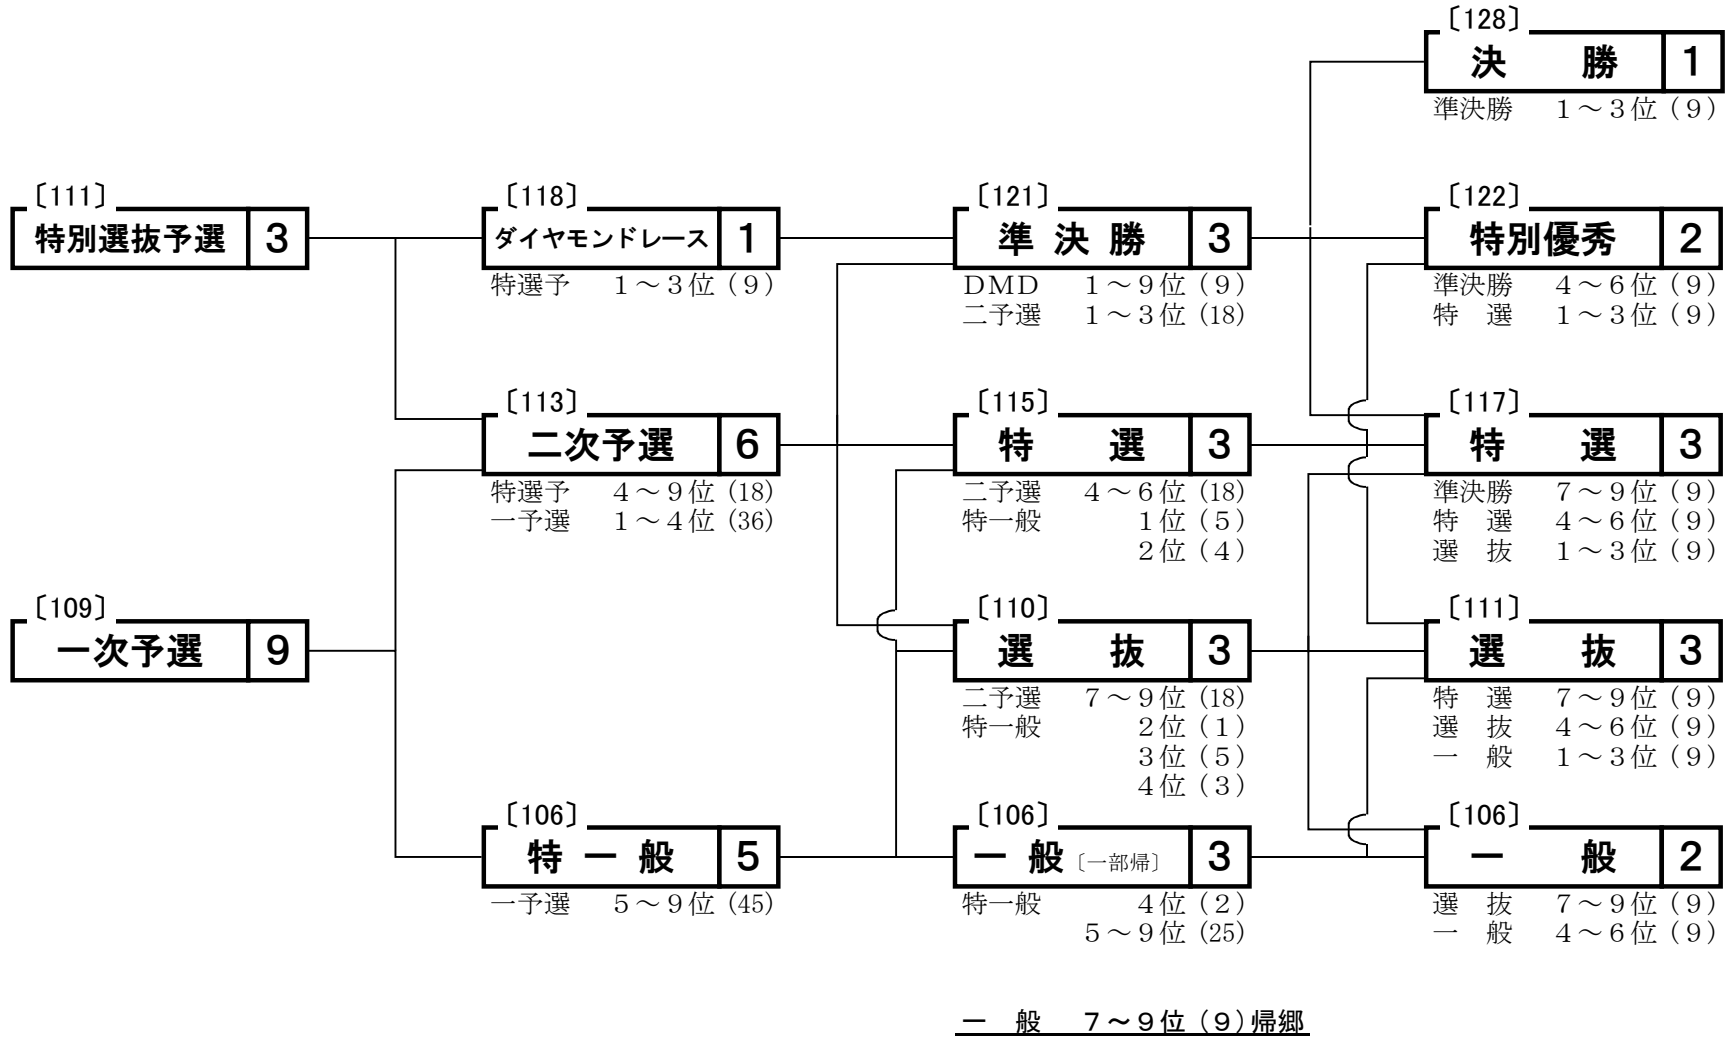 〔111〕
特別選抜予選 3
〔109〕
一次予選 9
〔118〕
ダイヤモンドレース 1
特選予 1～3位 (9)
〔113〕
二次予選 6
特選予 4～9位 (18)
一予選 1～4位 (36)
〔106〕
特一般 5
一予選 5～9位 (45)
〔121〕
準決勝 3
DMD 1～9位 (9)
二予選 1～3位 (18)
〔115〕
特選 3
二予選 4～6位 (18)
特一般 1位 (5)
2位 (4)
〔110〕
選抜 3
二予選 7～9位 (18)
特一般 2位 (1)
3位 (5)
4位 (3)
〔106〕
一般〔一部帰〕 3
特一般 4位 (2)
5～9位 (25)
一般 7～9位 (9)帰郷
〔128〕
決勝 1
準決勝 1～3位 (9)
〔122〕
特別優秀 2
準決勝 4～6位 (9)
特選 1～3位 (9)
〔117〕
特選 3
準決勝 7～9位 (9)
特選 4～6位 (9)
選抜 1～3位 (9)
〔111〕
選抜 3
特選 7～9位 (9)
選抜 4～6位 (9)
一般 1～3位 (9)
〔106〕
一般 2
選抜 7～9位 (9)
一般 4～6位 (9)